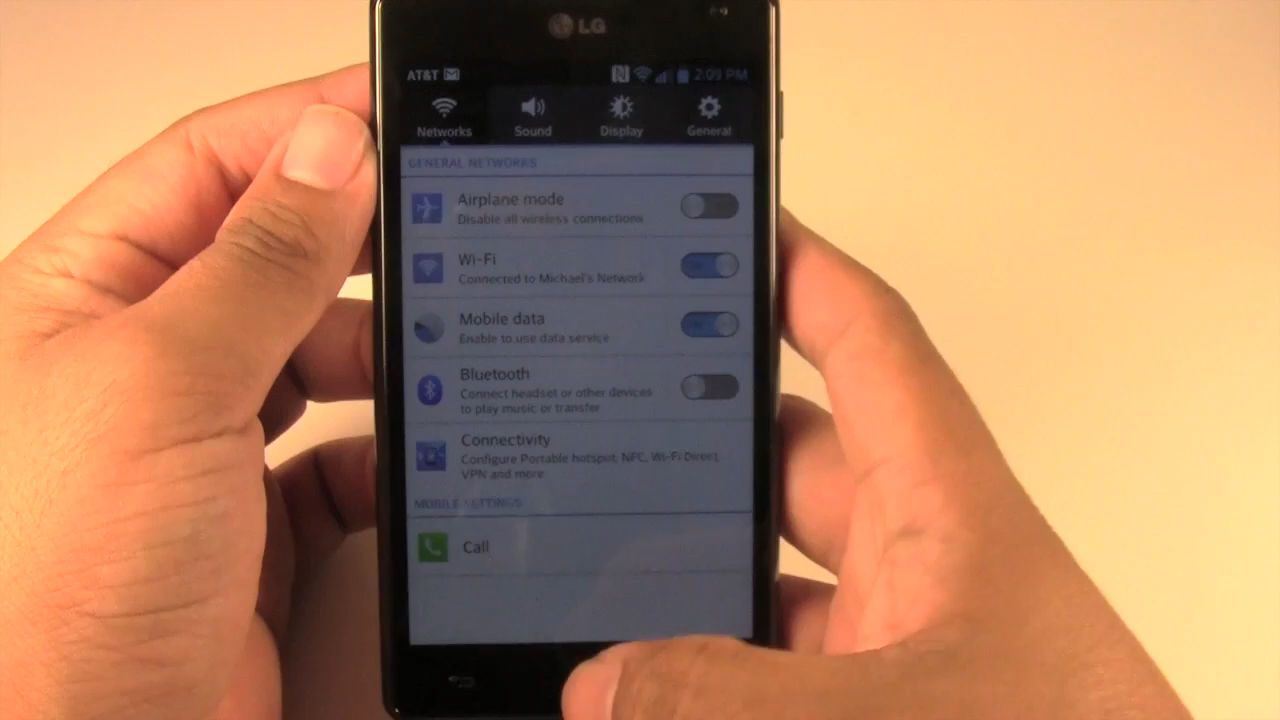 LG
AT&T 2:09 PM
Networks Sound Display General
GENERAL NETWORKS
Airplane mode
Disable all wireless connections
Wi-Fi
Connected to Michael's Network
Mobile data
Enable to use data service
Bluetooth
Connect headset or other devices
to play music or transfer
Connectivity
Configure Portable hotspot, NFC, Wi-Fi Direct,
VPN and more
MOBILE SETTINGS
Call